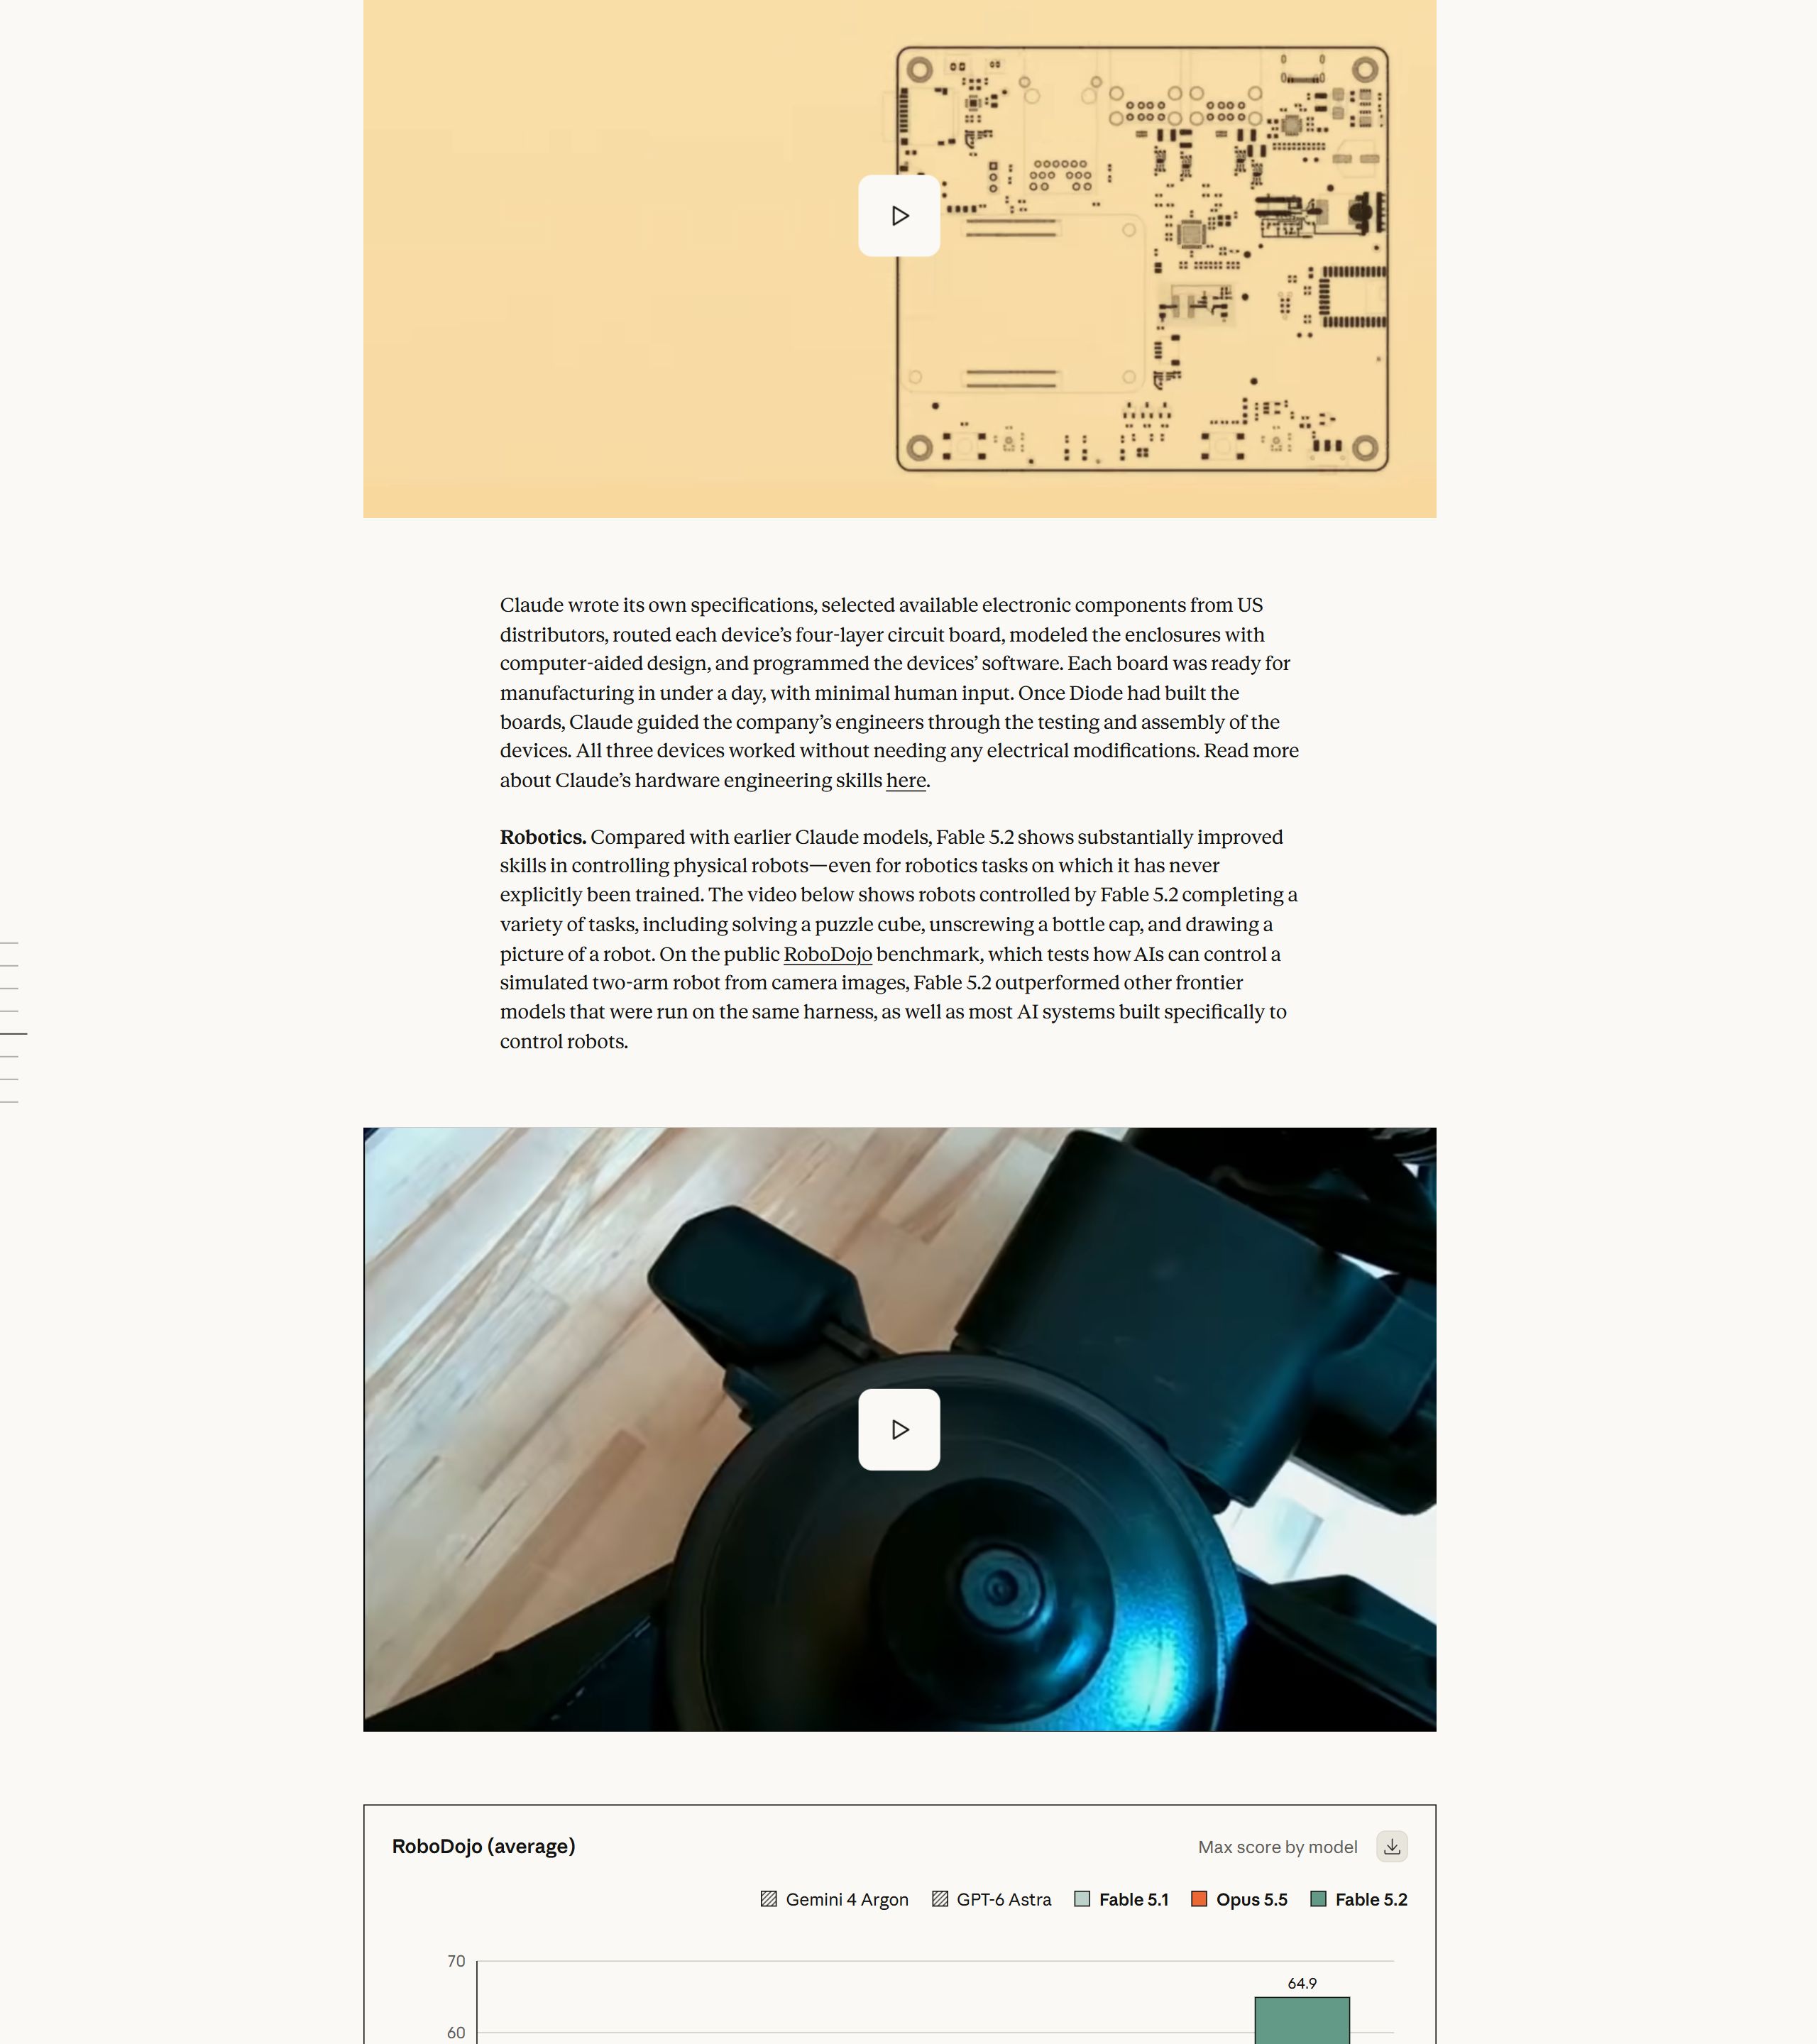 Claude wrote its own specifications, selected available electronic components from US
distributors, routed each device’s four-layer circuit board, modeled the enclosures with
computer-aided design, and programmed the devices’ software. Each board was ready for
manufacturing in under a day, with minimal human input. Once Diode had built the
boards, Claude guided the company’s engineers through the testing and assembly of the
devices. All three devices worked without needing any electrical modifications. Read more
about Claude’s hardware engineering skills here.
Robotics. Compared with earlier Claude models, Fable 5.2 shows substantially improved
skills in controlling physical robots—even for robotics tasks on which it has never
explicitly been trained. The video below shows robots controlled by Fable 5.2 completing a
variety of tasks, including solving a puzzle cube, unscrewing a bottle cap, and drawing a
picture of a robot. On the public RoboDojo benchmark, which tests how AIs can control a
simulated two-arm robot from camera images, Fable 5.2 outperformed other frontier
models that were run on the same harness, as well as most AI systems built specifically to
control robots.
RoboDojo (average)
Max score by model
Gemini 4 Argon GPT-6 Astra Fable 5.1 Opus 5.5 Fable 5.2
70
64.9
60